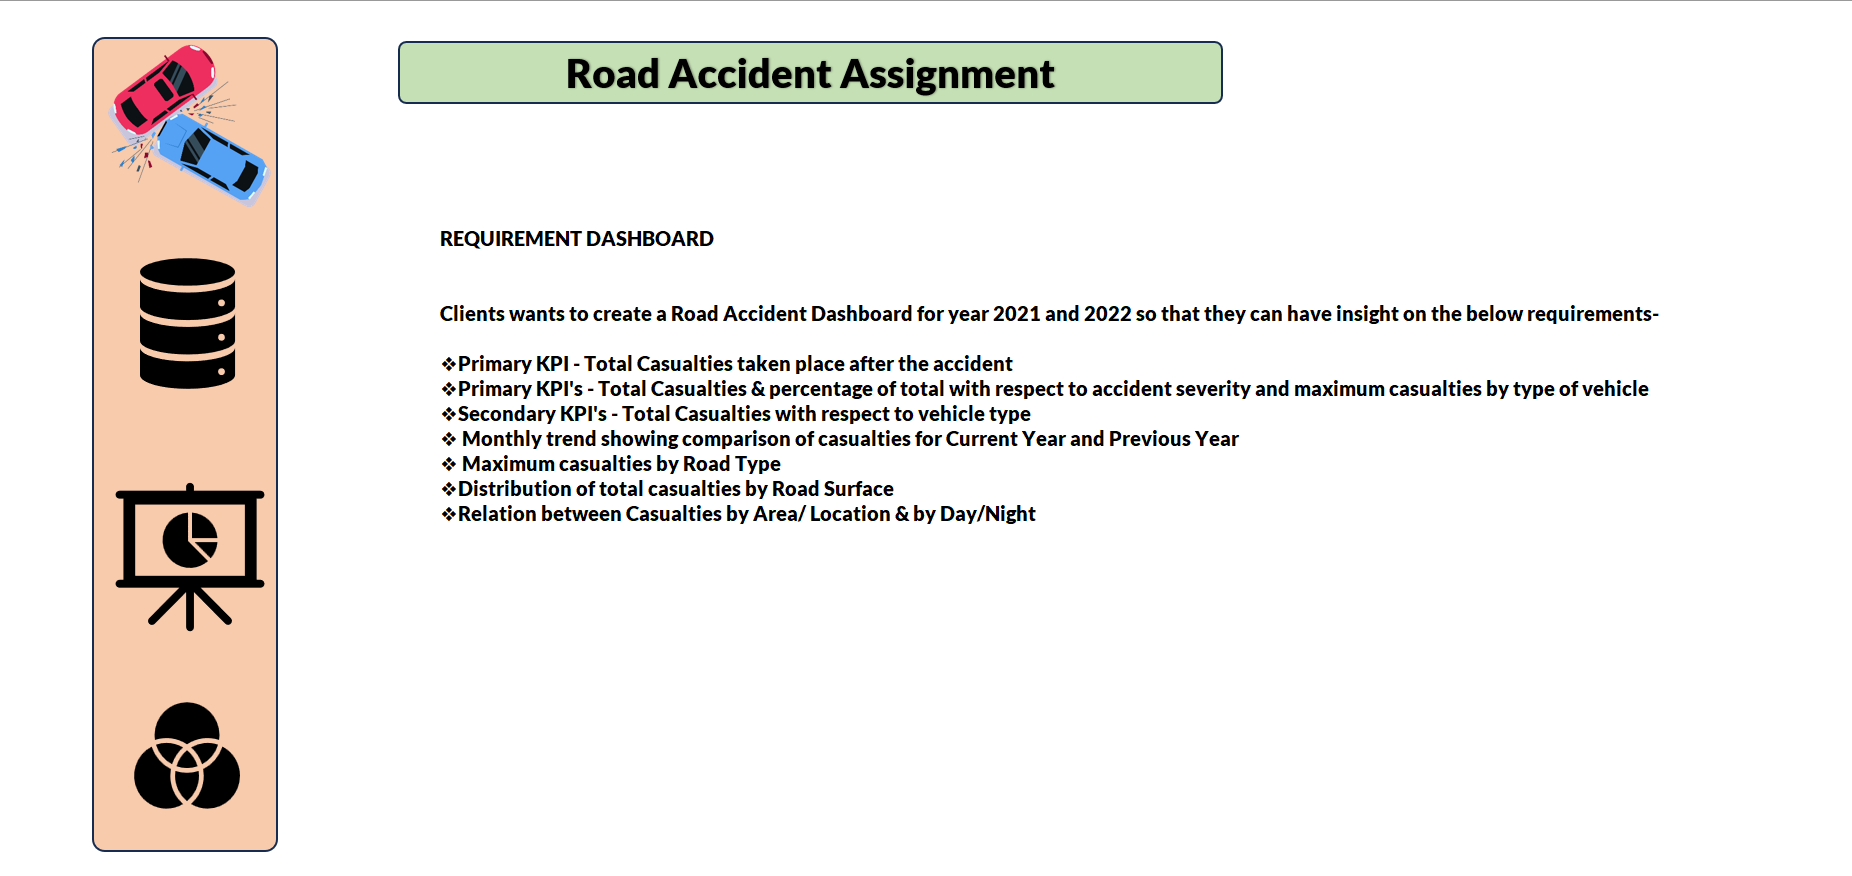 Road Accident Assignment
REQUIREMENT DASHBOARD
Clients wants to create a Road Accident Dashboard for year 2021 and 2022 so that they can have insight on the below requirements-
❖Primary KPI - Total Casualties taken place after the accident
❖Primary KPI's - Total Casualties & percentage of total with respect to accident severity and maximum casualties by type of vehicle
❖Secondary KPI's - Total Casualties with respect to vehicle type
❖ Monthly trend showing comparison of casualties for Current Year and Previous Year
❖ Maximum casualties by Road Type
❖Distribution of total casualties by Road Surface
❖Relation between Casualties by Area/ Location & by Day/Night